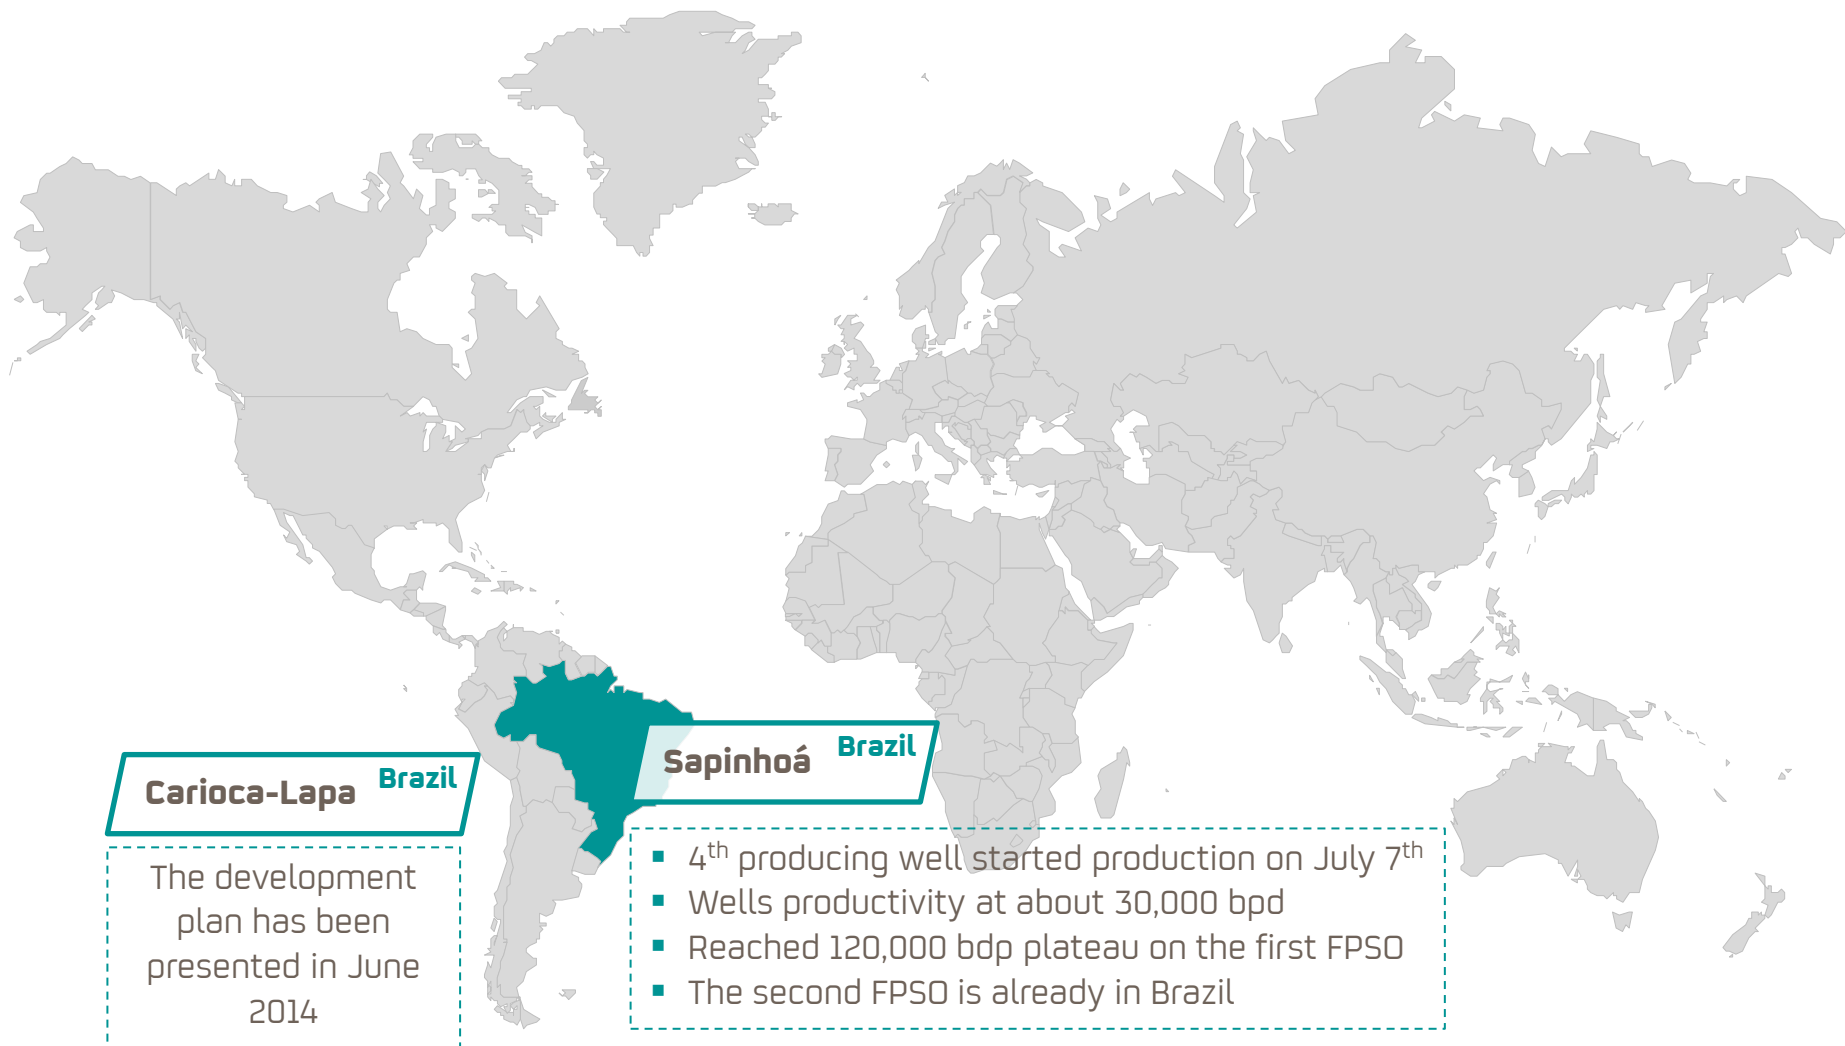 Carioca-Lapa
Brazil
The development
plan has been
presented in June
2014
Sapinhoá
Brazil
▪ 4th producing well started production on July 7th
▪ Wells productivity at about 30,000 bpd
▪ Reached 120,000 bdp plateau on the first FPSO
▪ The second FPSO is already in Brazil